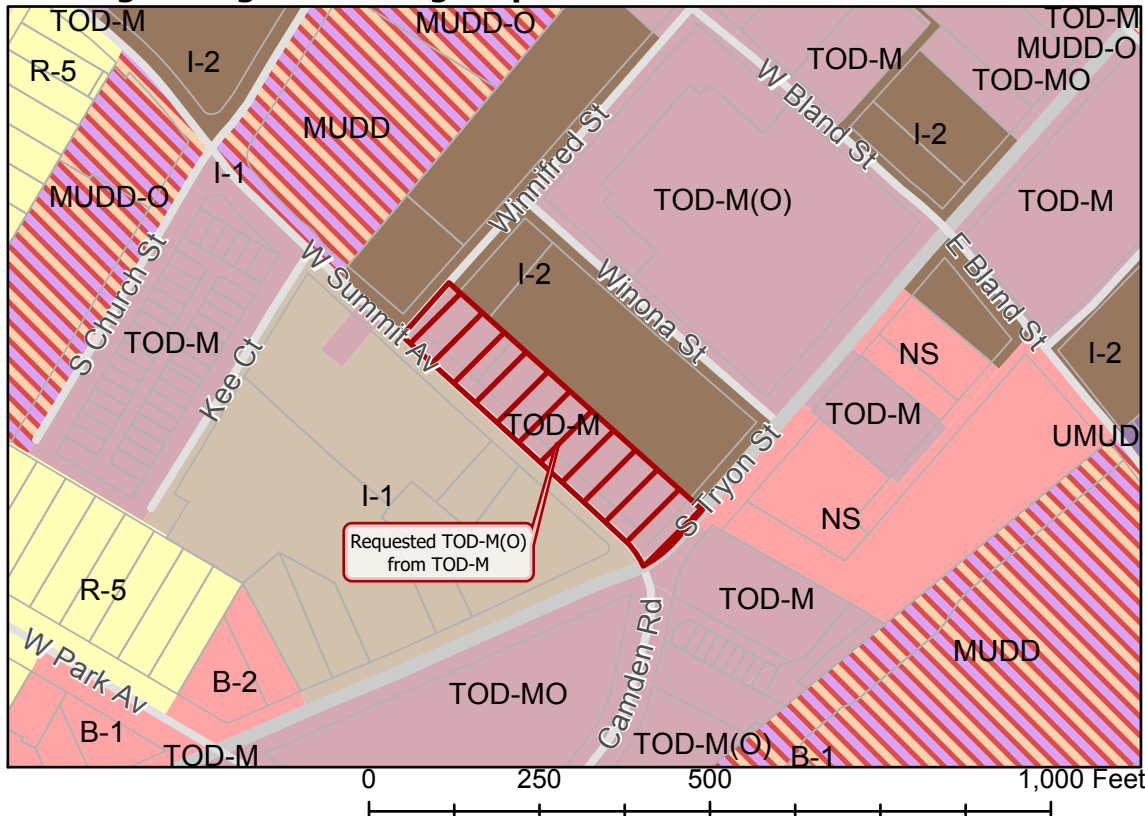 TOD-M
MUDD-O
TOD-M
I-2
TOD-M
MUDD-O
R-5
W Bland St
TOD-MO
MUDD
Winnifred St
I-2
I-1
MUDD-O
TOD-M(O)
TOD-M
S Church St
W Summit Av
I-2
Winona St
E Bland St
TOD-M
Kee Ct
NS
I-2
TOD-M
TOD-M
UMUD
S Tryon St
I-1
NS
Requested TOD-M(O)
from TOD-M
R-5
TOD-M
W Park Av
B-2
Camden Rd
MUDD
TOD-MO
B-1
TOD-M
TOD-M(O)
B-1
0 250 500 1,000 Feet